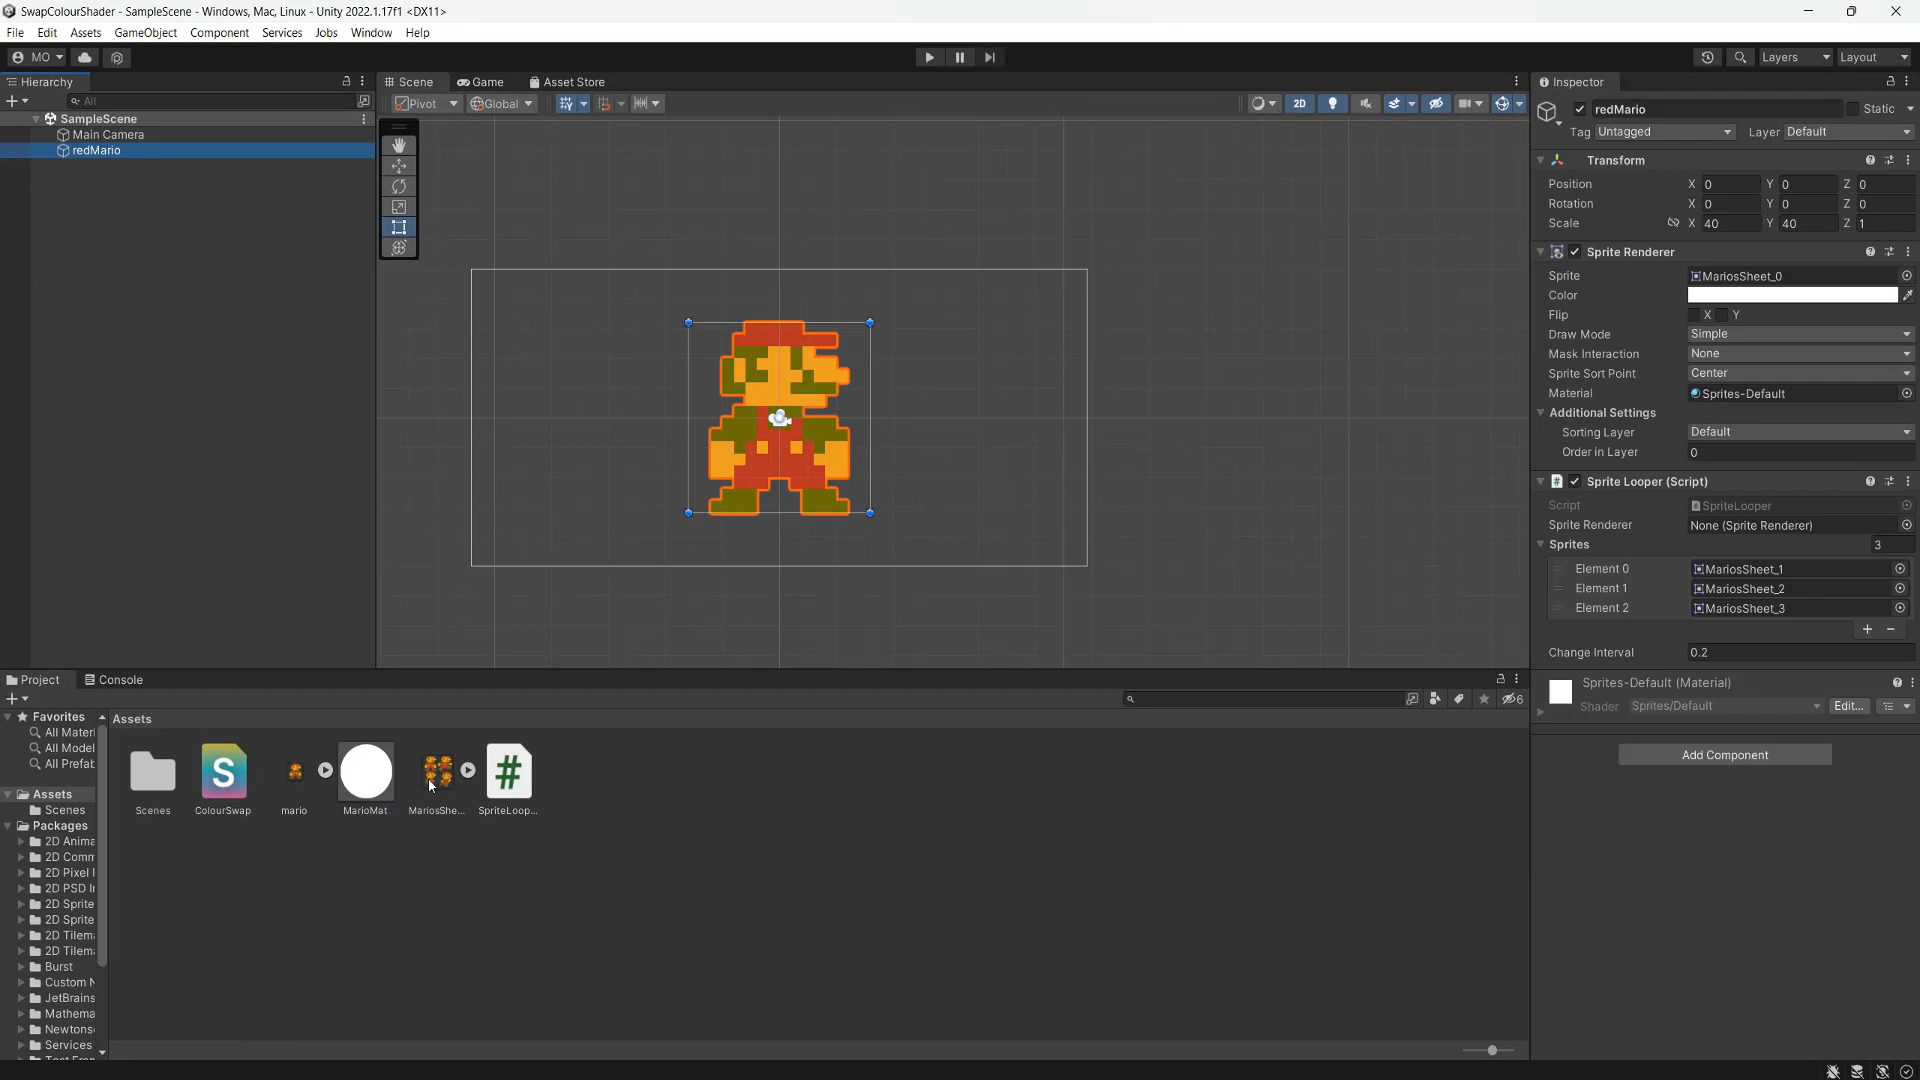 SwapColourShader - SampleScene - Windows, Mac, Linux - Unity 2022.1.17f1 <DX11>
File Edit Assets GameObject Component Services Jobs Window Help
MO Layers Layout
Hierarchy
All
SampleScene
Main Camera
redMario
Scene Game Asset Store
Pivot Global 2D
Inspector
redMario Static
Tag Untagged Layer Default
Transform
Position X 0 Y 0 Z 0
Rotation X 0 Y 0 Z 0
Scale X 40 Y 40 Z 1
Sprite Renderer
Sprite MariosSheet_0
Color
Flip X Y
Draw Mode Simple
Mask Interaction None
Sprite Sort Point Center
Material Sprites-Default
Additional Settings
Sorting Layer Default
Order in Layer 0
# Sprite Looper (Script)
Script SpriteLooper
Sprite Renderer None (Sprite Renderer)
Sprites 3
Element 0 MariosSheet_1
Element 1 MariosSheet_2
Element 2 MariosSheet_3
Change Interval 0.2
Sprites-Default (Material)
Shader Sprites/Default Edit...
Add Component
Project Console
6
Favorites
All Materi
All Model
All Prefab
Assets
Scenes
Packages
2D Anima
2D Comm
2D Pixel
2D PSD I
2D Sprite
2D Sprite
2D Tilem
2D Tilem
Burst
Custom N
JetBrains
Mathema
Newtons
Services
Assets
S #
Scenes ColourSwap mario MarioMat MariosShe... SpriteLoop...